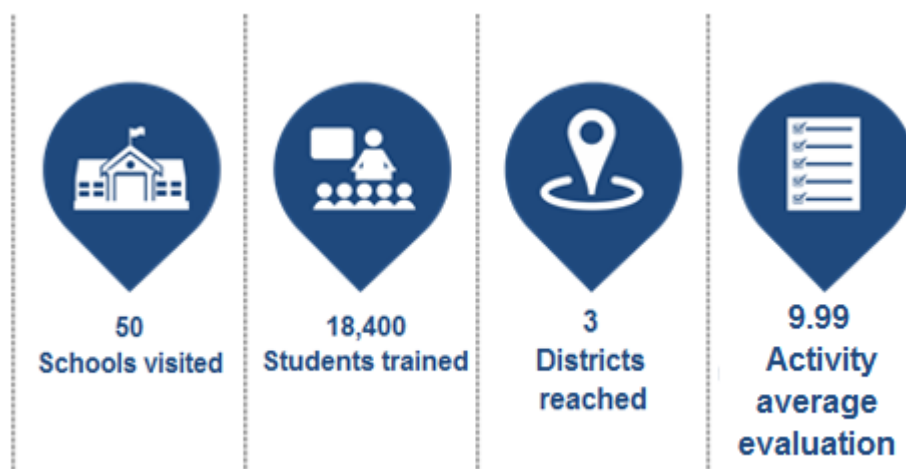 50
Schools visited
18,400
Students trained
3
Districts
reached
9.99
Activity
average
evaluation